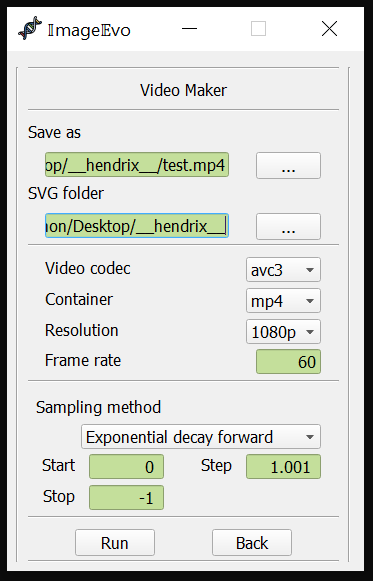 ImageEvo
Video Maker
Save as
op/__hendrix__/test.mp4 ...
SVG folder
non/Desktop/__hendrix__ ...
Video codec avc3
Container mp4
Resolution 1080p
Frame rate 60
Sampling method
Exponential decay forward
Start 0 Step 1.001
Stop -1
Run Back